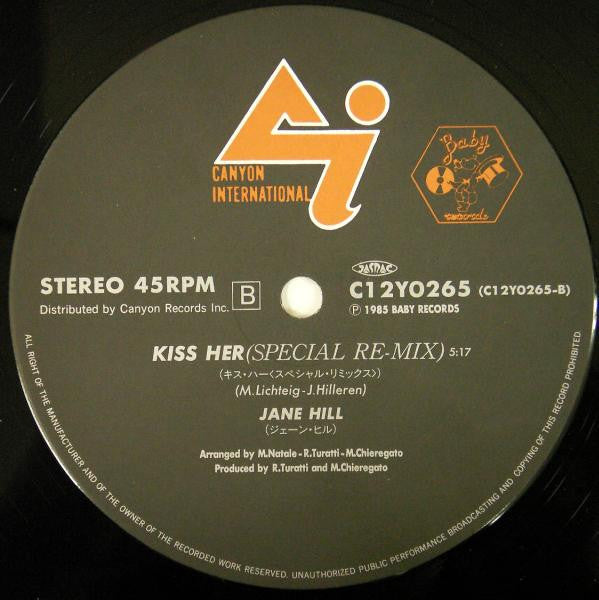 CANYON
INTERNATIONAL
Baby
records
STEREO 45RPM
B
Distributed by Canyon Records Inc.
JASRAC
C12Y0265 (C12Y0265-B)
Ⓟ 1985 BABY RECORDS
KISS HER(SPECIAL RE-MIX) 5:17
(キス・ハー〈スペシャル・リミックス〉)
(M.Lichteig-J.Hilleren)
JANE HILL
(ジェーン・ヒル)
Arranged by M.Natale-R.Turatti-M.Chieregato
Produced by R.Turatti and M.Chieregato
ALL RIGHT OF THE MANUFACTURER AND OF THE OWNER OF THE RECORDED WORK RESERVED. UNAUTHORIZED PUBLIC PERFORMANCE BROADCASTING AND COPYING OF THIS RECORD PROHIBITED.